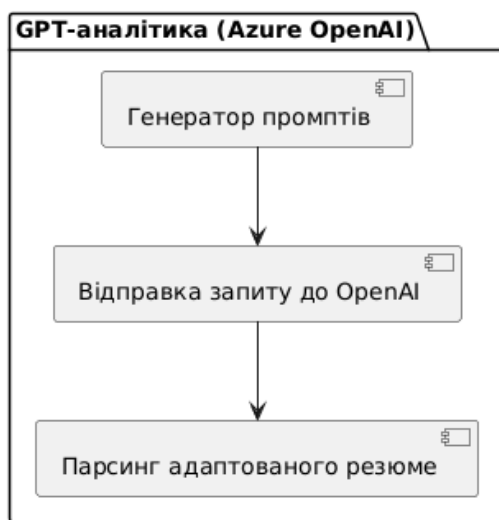 GPT-аналітика (Azure OpenAI)
Генератор промптів
Відправка запиту до OpenAI
Парсинг адаптованого резюме